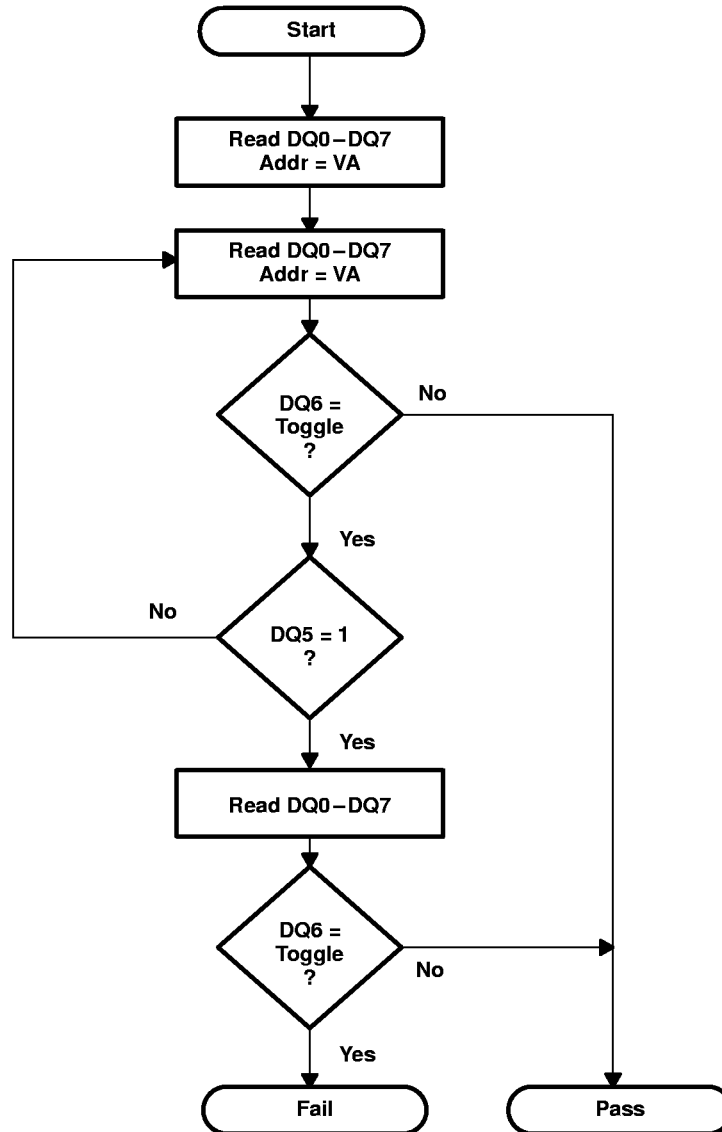 Start
Read DQ0–DQ7
Addr = VA
Read DQ0–DQ7
Addr = VA
DQ6 =
Toggle
?
No
Yes
DQ5 = 1
?
No
Yes
Read DQ0–DQ7
DQ6 =
Toggle
?
No
Yes
Fail
Pass